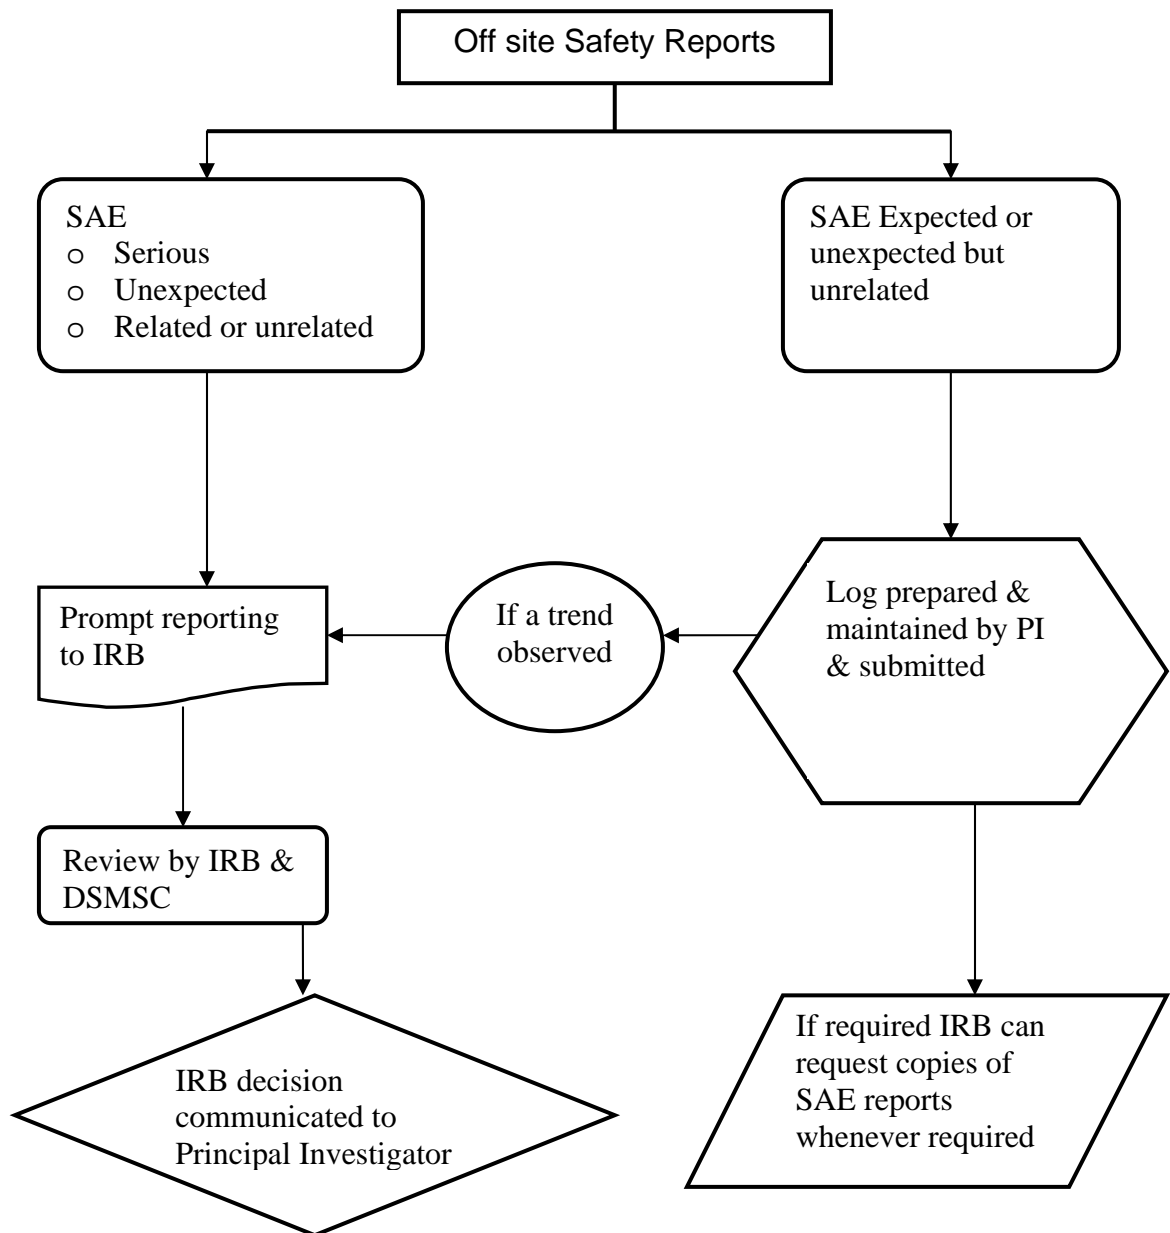 Off site Safety Reports
SAE
o Serious
o Unexpected
o Related or unrelated
SAE Expected or
unexpected but
unrelated
Prompt reporting
to IRB
If a trend
observed
Log prepared &
maintained by PI
& submitted
Review by IRB &
DSMSC
IRB decision
communicated to
Principal Investigator
If required IRB can
request copies of
SAE reports
whenever required